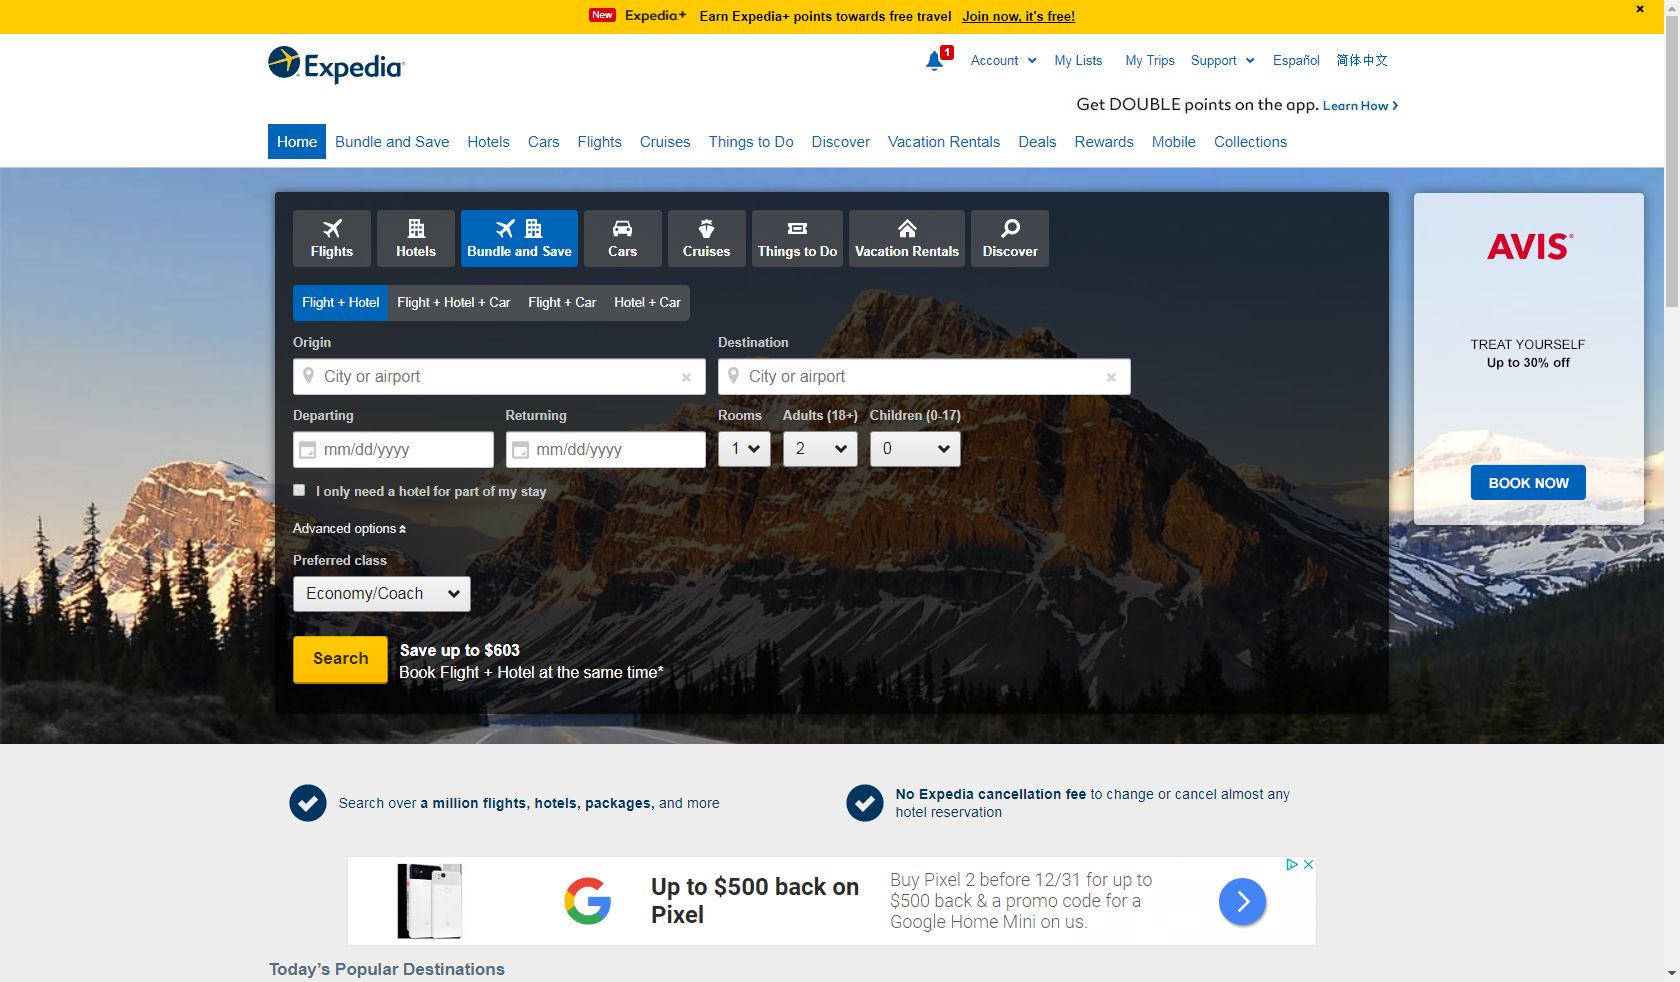 New Expedia+ Earn Expedia+ points towards free travel Join now, it's free!
Expedia
1 Account My Lists My Trips Support Español 简体中文
Get DOUBLE points on the app. Learn How >
Home Bundle and Save Hotels Cars Flights Cruises Things to Do Discover Vacation Rentals Deals Rewards Mobile Collections
Flights Hotels Bundle and Save Cars Cruises Things to Do Vacation Rentals Discover
Flight + Hotel Flight + Hotel + Car Flight + Car Hotel + Car
Origin Destination
City or airport City or airport
Departing Returning Rooms Adults (18+) Children (0-17)
mm/dd/yyyy mm/dd/yyyy 1 2 0
I only need a hotel for part of my stay
Advanced options
Preferred class
Economy/Coach
Search
Save up to $603
Book Flight + Hotel at the same time*
AVIS®
TREAT YOURSELF
Up to 30% off
BOOK NOW
Search over a million flights, hotels, packages, and more
No Expedia cancellation fee to change or cancel almost any
hotel reservation
Up to $500 back on
Pixel
Buy Pixel 2 before 12/31 for up to
$500 back & a promo code for a
Google Home Mini on us.
Today's Popular Destinations